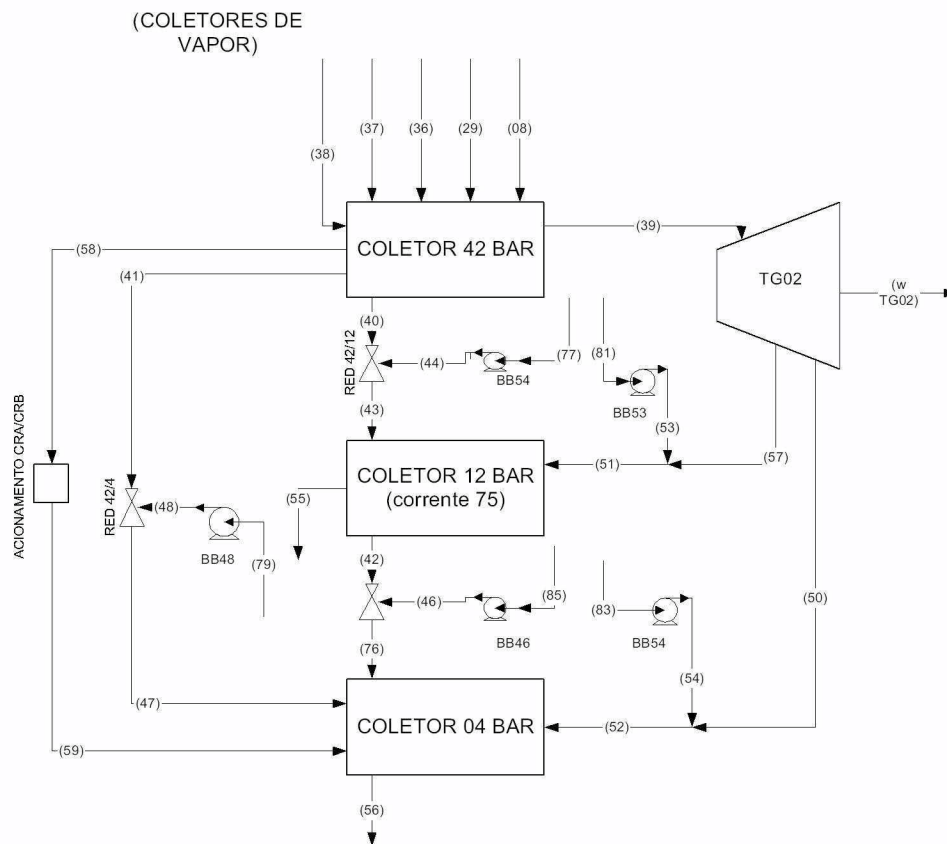 (COLETORES DE
VAPOR)
(38)
(37)
(36)
(29)
(08)
COLETOR 42 BAR
(39)
TG02
(w
TG02)
(58)
(41)
(40)
RED 42/12
(44)
BB54
(77)
(81)
BB53
(43)
(53)
(57)
COLETOR 12 BAR
(corrente 75)
(51)
(55)
ACIONAMENTO CRA/CRB
RED 42/4
(48)
BB48
(79)
(42)
(46)
BB46
(85)
(83)
BB54
(50)
(76)
(54)
(47)
COLETOR 04 BAR
(52)
(59)
(56)